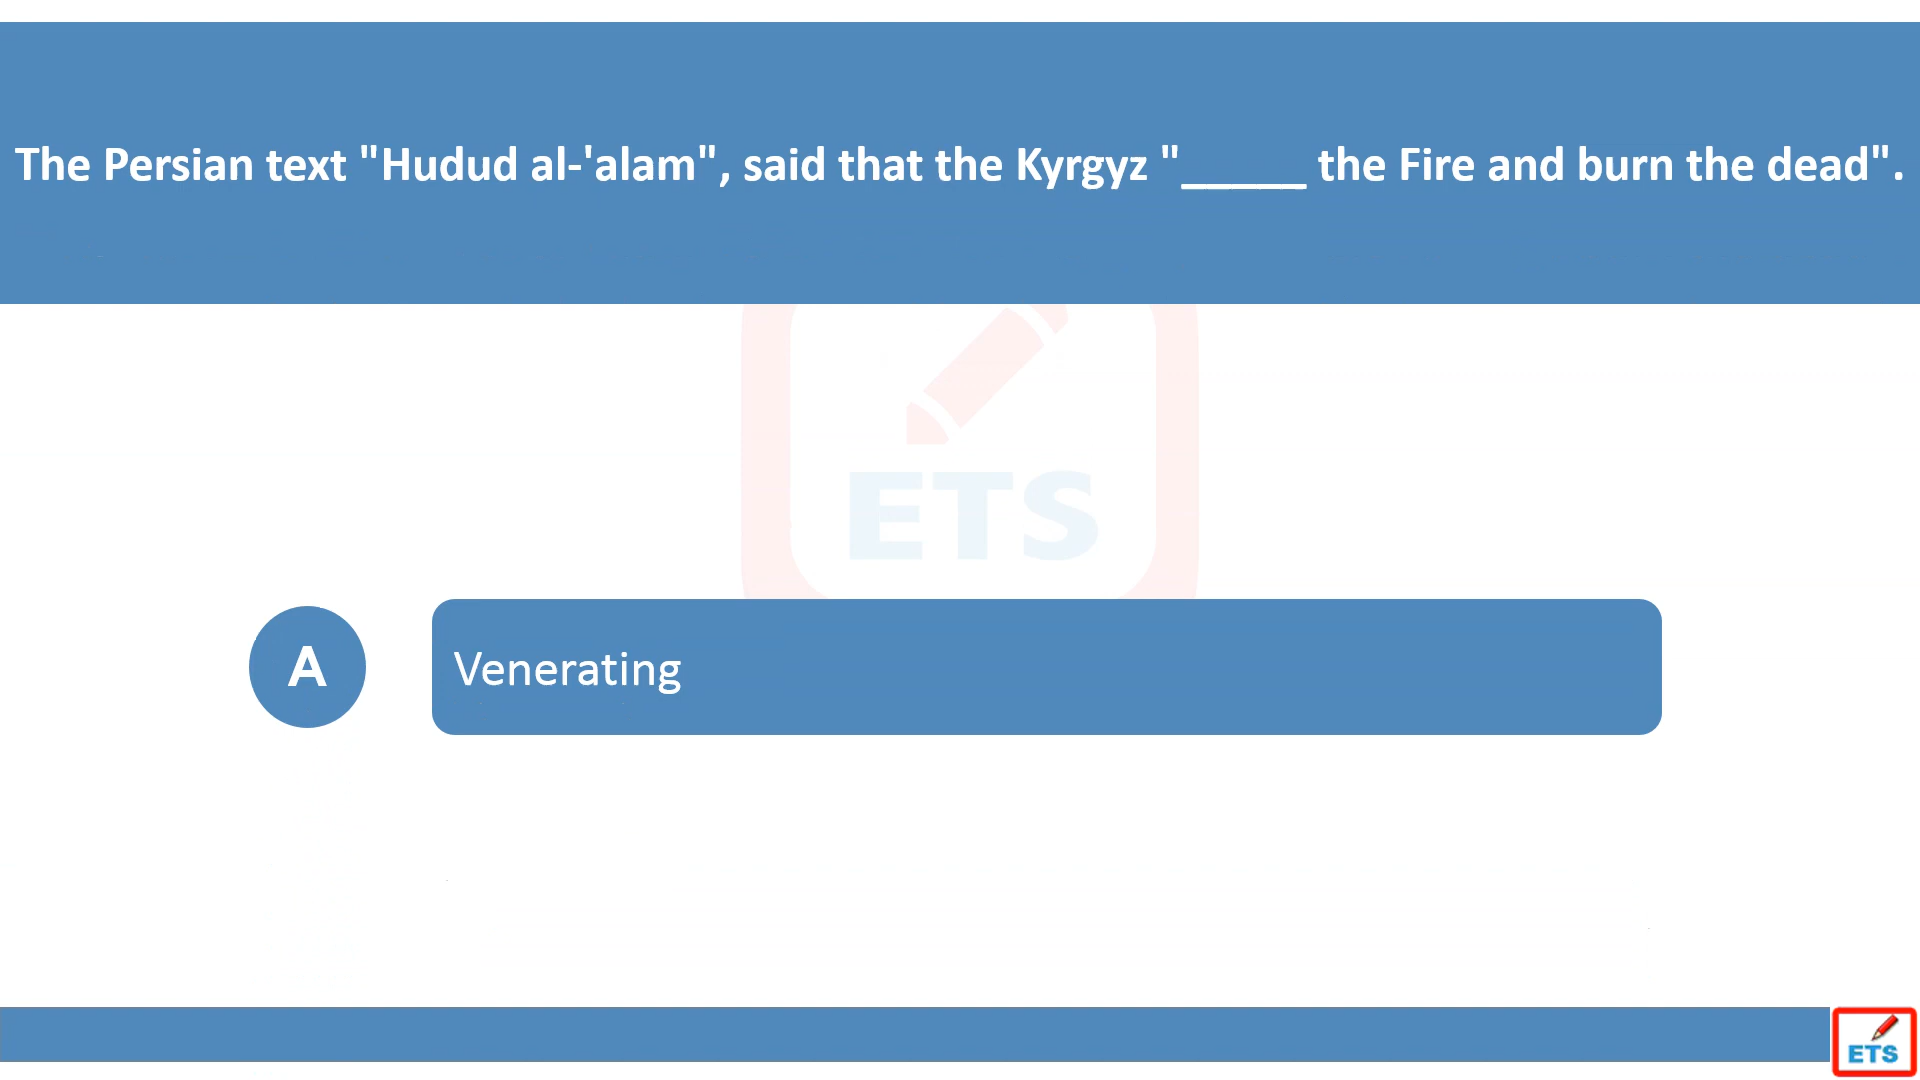 The Persian text "Hudud al-'alam", said that the Kyrgyz "_____ the Fire and burn the dead".
ETS
A
Venerating
ETS